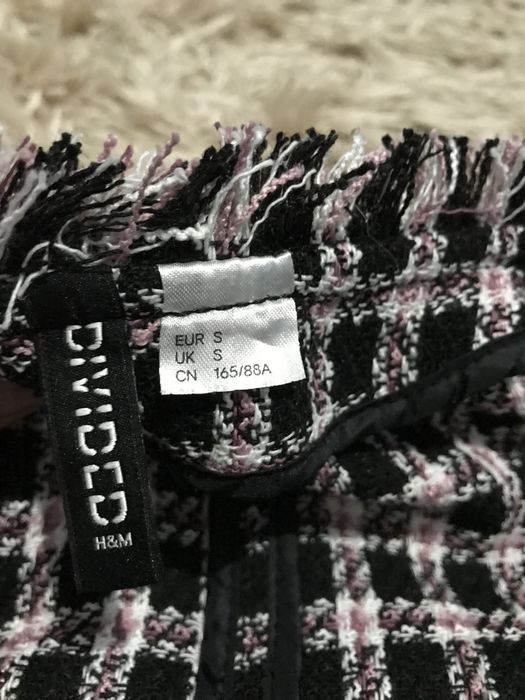 DIVIDED
H&M
EUR S
UK S
CN 165/88A